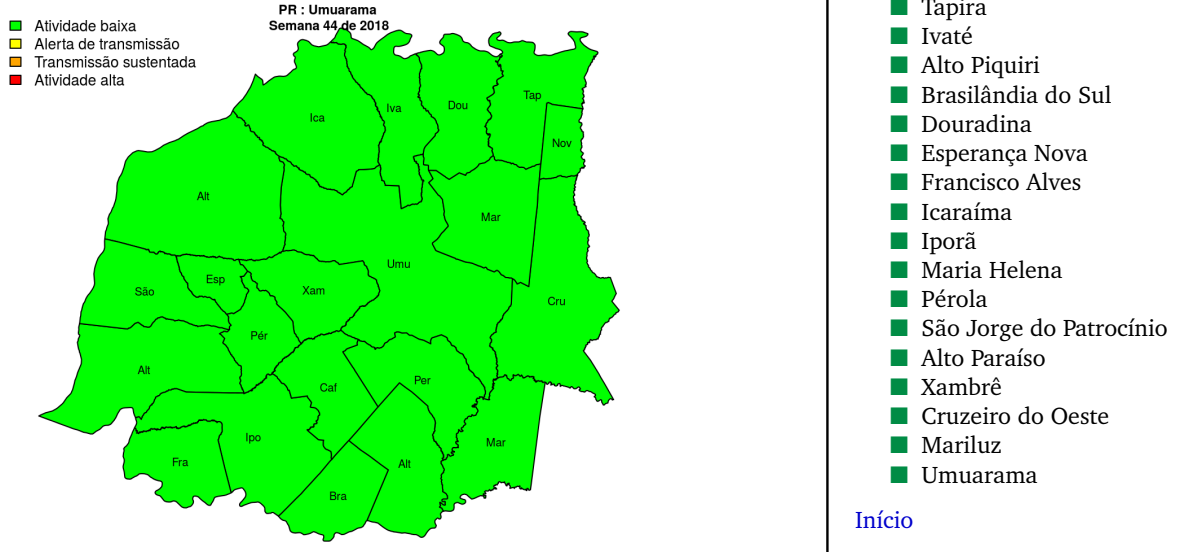 PR : Umuarama
Semana 44 de 2018
Atividade baixa
Alerta de transmissão
Transmissão sustentada
Atividade alta
Ica
Iva
Dou
Tap
Nov
Alt
Mar
Umu
São
Esp
Xam
Cru
Pér
Alt
Caf
Per
Ipo
Mar
Fra
Alt
Bra
Tapira
Ivaté
Alto Piquiri
Brasilândia do Sul
Douradina
Esperança Nova
Francisco Alves
Icaraíma
Iporã
Maria Helena
Pérola
São Jorge do Patrocínio
Alto Paraíso
Xambrê
Cruzeiro do Oeste
Mariluz
Umuarama
Início